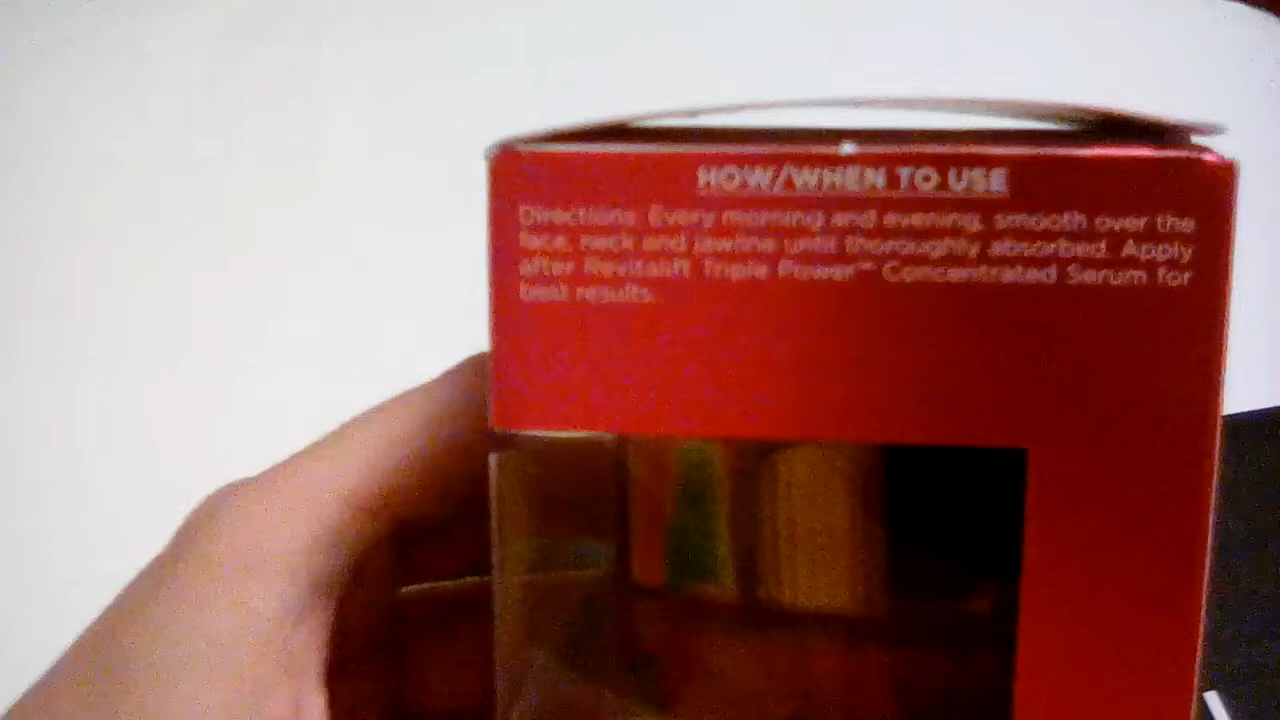 HOW/WHEN TO USE
Directions: Every morning and evening, smooth over the
face, neck and jawline until thoroughly absorbed. Apply
after Revitalift Triple Power™ Concentrated Serum for
best results.